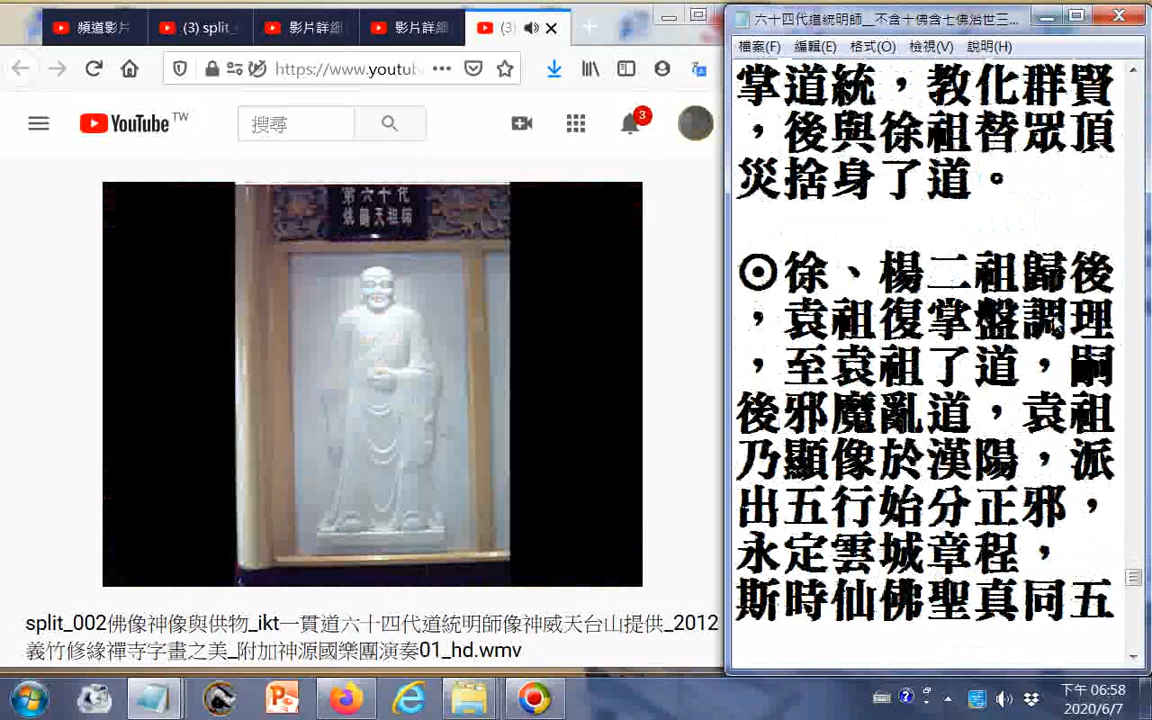 頻道影片
(3) split_
影片詳細
影片詳細
(3)
https://www.youtu
YouTube TW
搜尋
3
第六十代
祖師
split_002佛像神像與供物_ikt一貫道六十四代道統明師像神威天台山提供_2012
義竹修緣禪寺字畫之美_附加神源國樂團演奏01_hd.wmv
六十四代道統明師__不含十佛含七佛治世三...
檔案(F) 編輯(E) 格式(O) 檢視(V) 說明(H)
掌道統，教化群賢
，後與徐祖替眾頂
災捨身了道。
⊙徐、楊二祖歸後
，袁祖復掌盤調理
，至袁祖了道，嗣
後邪魔亂道，袁祖
乃顯像於漢陽，派
出五行始分正邪，
永定雲城章程，
斯時仙佛聖真同五
下午 06:58
2020/6/7